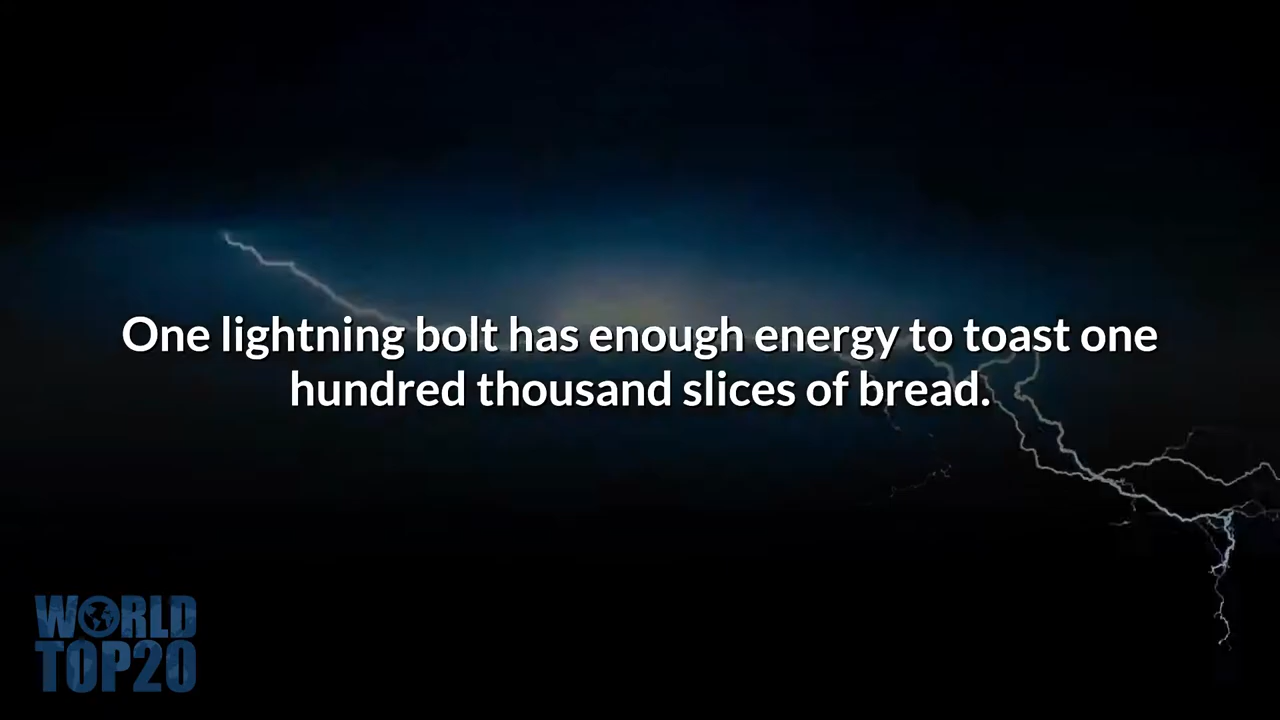 One lightning bolt has enough energy to toast one
hundred thousand slices of bread.
WORLD
TOP20